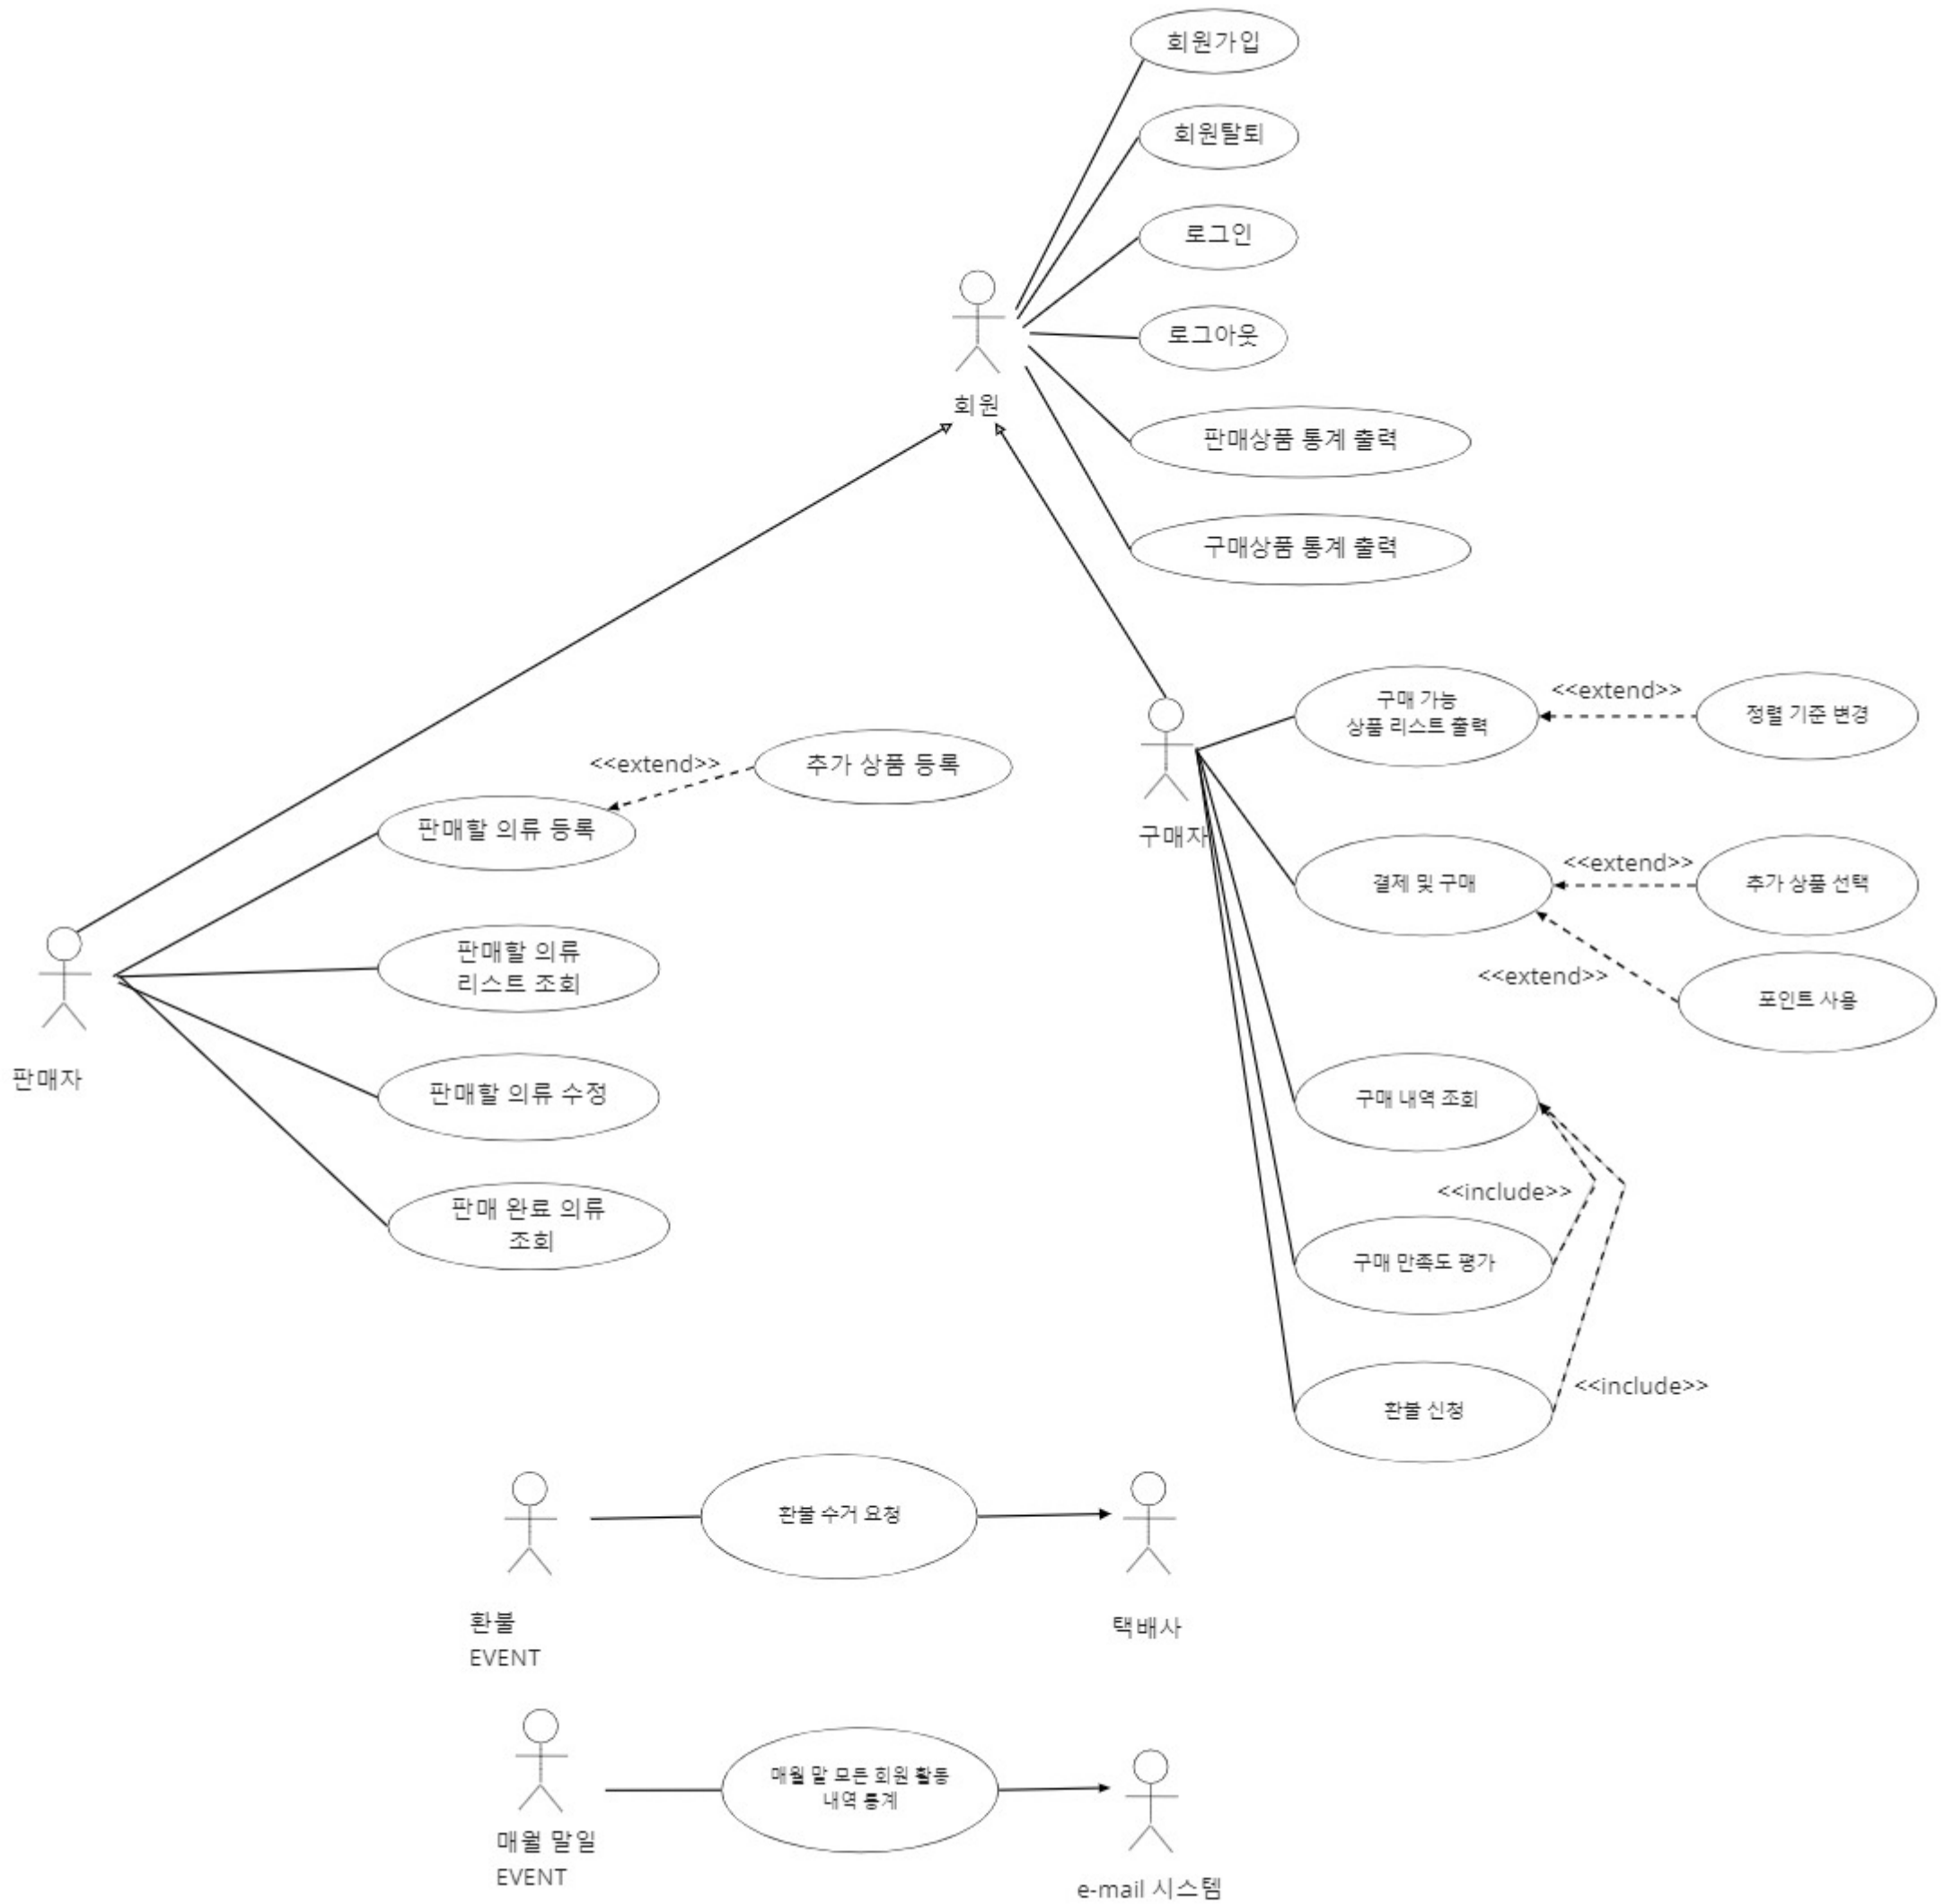 회원가입
회원탈퇴
로그인
로그아웃
회원
판매상품 통계 출력
구매상품 통계 출력
구매 가능
상품 리스트 출력
<<extend>>
정렬 기준 변경
<<extend>>
추가 상품 등록
판매할 의류 등록
구매자
결제 및 구매
<<extend>>
추가 상품 선택
<<extend>>
포인트 사용
판매할 의류
리스트 조회
판매자
판매할 의류 수정
구매 내역 조회
<<include>>
판매 완료 의류
조회
구매 만족도 평가
<<include>>
환불 신청
환불 수거 요청
환불
EVENT
택배사
매월 말 모든 회원 활동
내역 통계
매월 말일
EVENT
e-mail 시스템